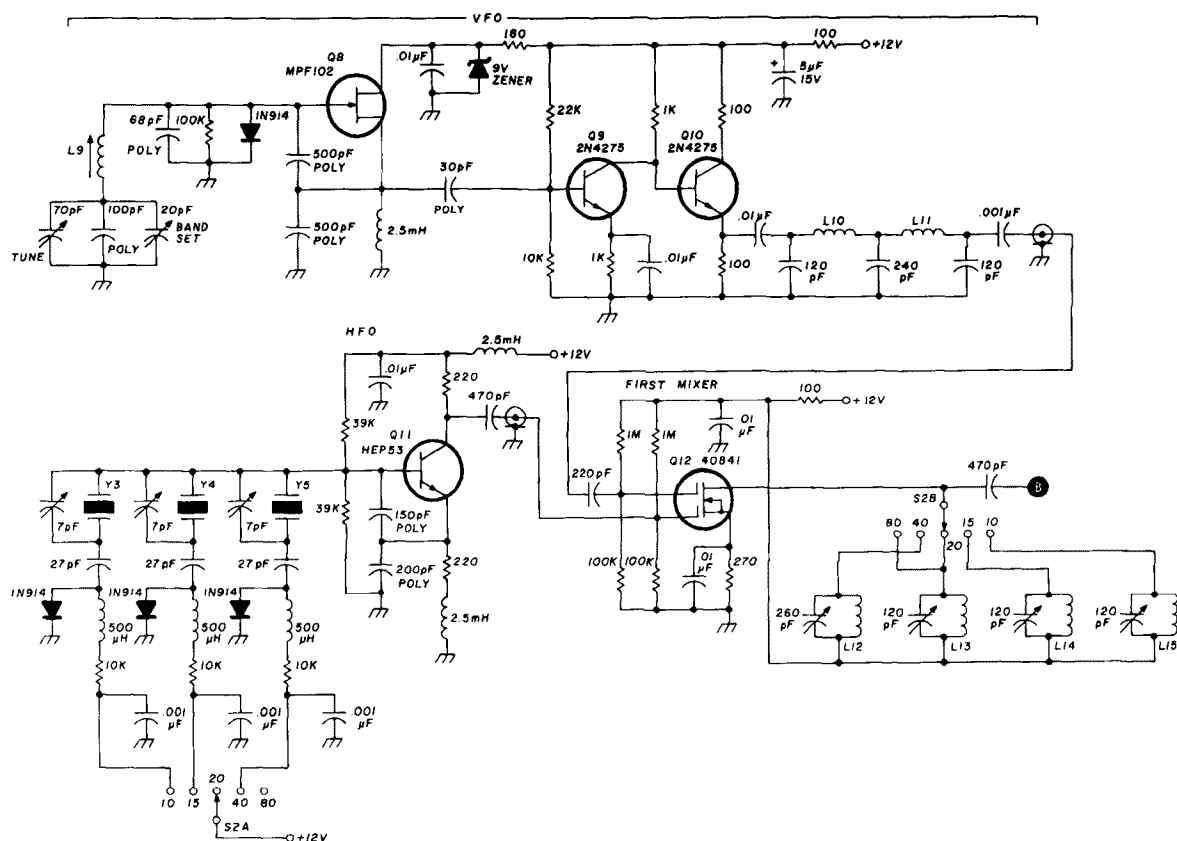 VFO
Q8
MPF102
.01µF
9V
ZENER
180
100
+12V
5µF
15V
+
68pF
POLY
100K
1N914
L9
70pF
TUNE
100pF
POLY
20pF
BAND
SET
500pF
POLY
500pF
POLY
2.5mH
30pF
POLY
22K
10K
Q9
2N4275
1K
1K
.01µF
Q10
2N4275
100
100
.01µF
L10
L11
.001µF
120
pF
240
pF
120
pF
HFO
2.5mH
+12V
.01µF
220
470pF
39K
Q11
HEP53
39K
150pF
POLY
200pF
POLY
220
2.5mH
Y3
Y4
Y5
7pF
7pF
7pF
27pF
27pF
27pF
1N914
1N914
1N914
500
µH
500
µH
500
µH
10K
10K
10K
.001
µF
.001
µF
.001
µF
10
15
20
40
80
S2A
+12V
FIRST MIXER
100
+12V
1M
1M
.01
µF
Q12 40841
220pF
100K
100K
.01
µF
270
470pF
B
S2B
80
40
20
15
10
260
pF
L12
120
pF
L13
120
pF
L14
120
pF
L15